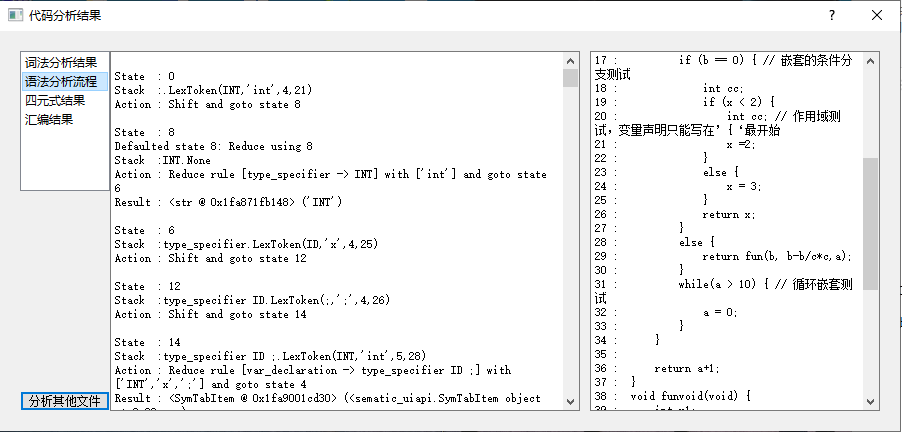 代码分析结果
词法分析结果
语法分析流程
四元式结果
汇编结果
分析其他文件
State  : 0
Stack  :.LexToken(INT,'int',4,21)
Action : Shift and goto state 8
State  : 8
Defaulted state 8: Reduce using 8
Stack  :INT.None
Action : Reduce rule [type_specifier -> INT] with ['int'] and goto state
6
Result : <str @ 0x1fa871fb148> ('INT')
State  : 6
Stack  :type_specifier.LexToken(ID,'x',4,25)
Action : Shift and goto state 12
State  : 12
Stack  :type_specifier ID.LexToken(;,';',4,26)
Action : Shift and goto state 14
State  : 14
Stack  :type_specifier ID ;.LexToken(INT,'int',5,28)
Action : Reduce rule [var_declaration -> type_specifier ID ;] with
['INT','x',';'] and goto state 4
Result : <SymTabItem @ 0x1fa9001cd30> (<sematic_uiapi.SymTabItem object
17 :         if (b == 0) { // 嵌套的条件分
支测试
18 :             int cc;
19 :             if (x < 2) {
20 :                 int cc; // 作用域测
试，变量声明只能写在’{‘最开始
21 :                 x =2;
22 :             }
23 :             else {
24 :                 x = 3;
25 :             }
26 :             return x;
27 :         }
28 :         else {
29 :             return fun(b, b-b/c*c,a);
30 :         }
31 :         while(a > 10) { // 循环嵌套测
试
32 :             a = 0;
33 :         }
34 :     }
35 :
36 :     return a+1;
37 : }
38 : void funvoid(void) {